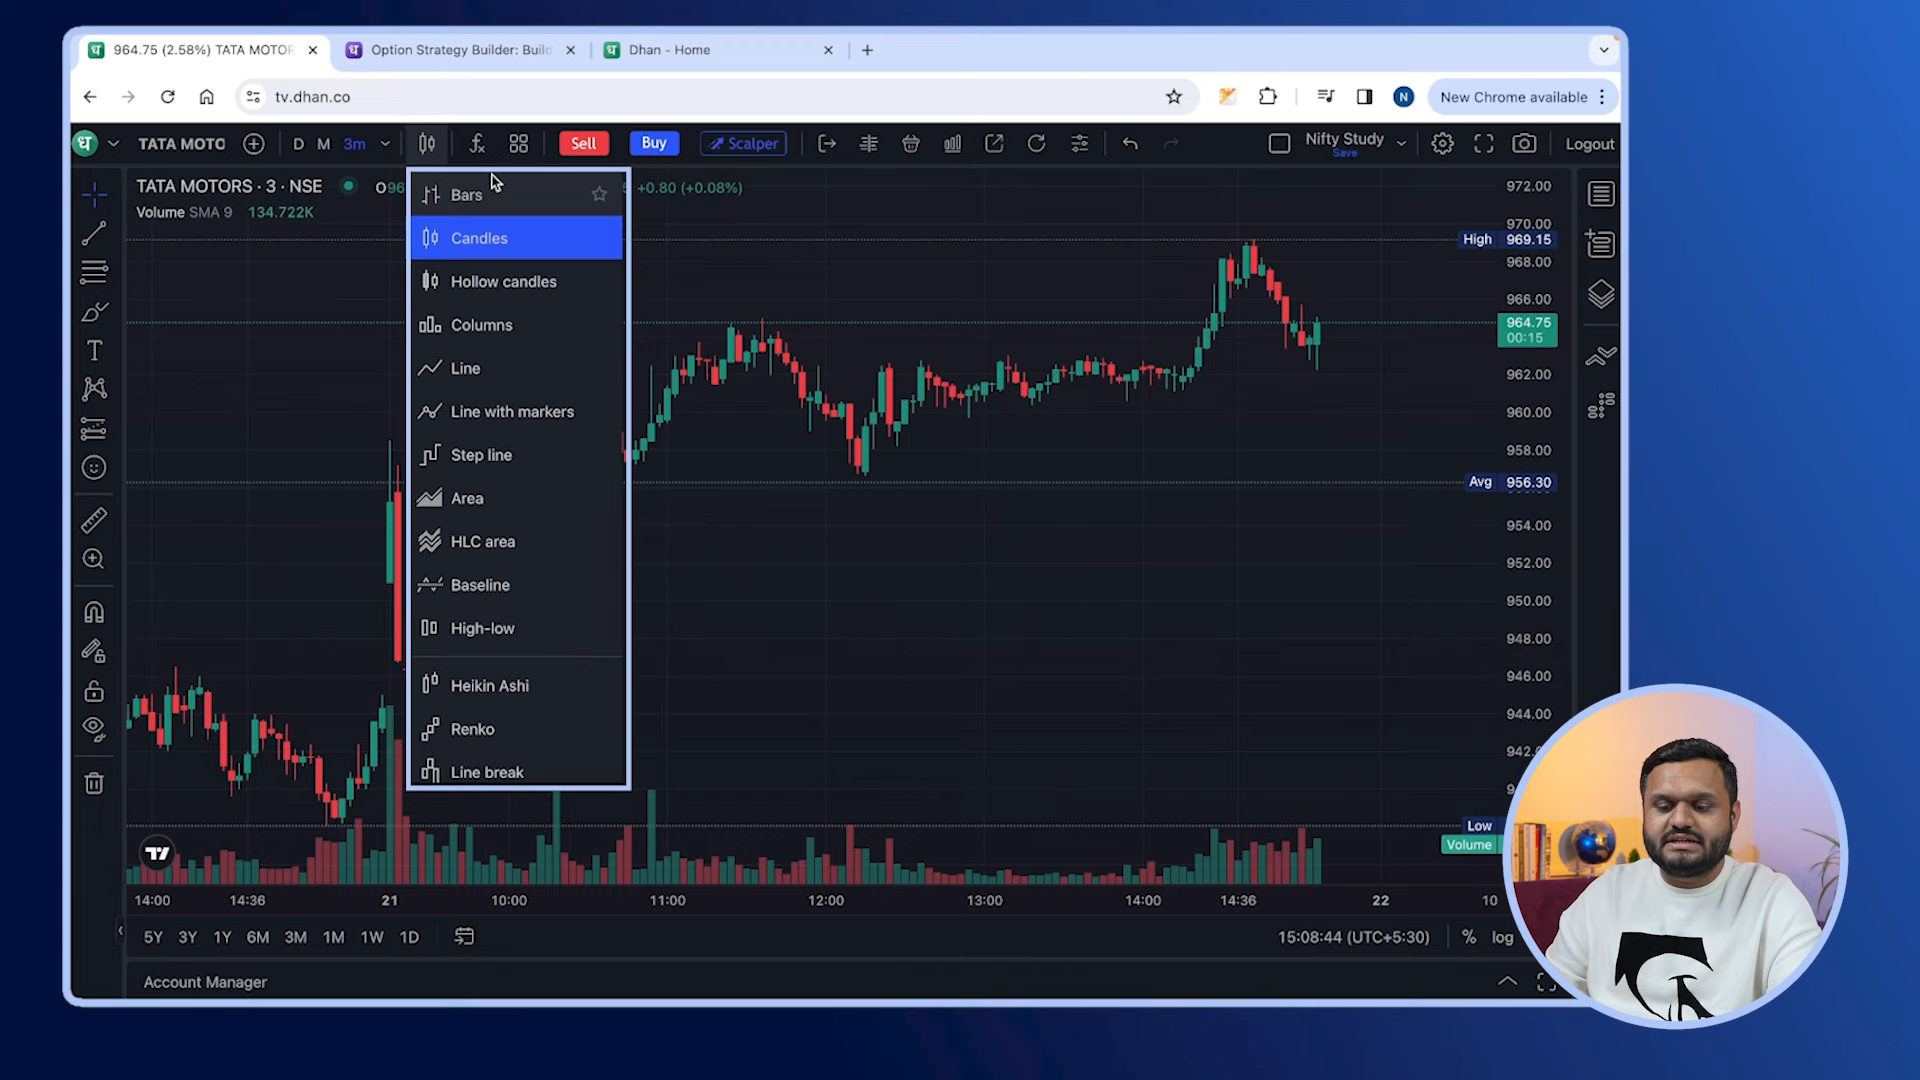 964.75 (2.58%) TATA MOTOR
Option Strategy Builder: Buil
Dhan - Home
tv.dhan.co
N
New Chrome available
ध
TATA MOTO
D M 3m
Sell
Buy
Scalper
Nifty Study
Save
Logout
TATA MOTORS · 3 · NSE
+0.80 (+0.08%)
Volume SMA 9 134.722K
Bars
Candles
Hollow candles
Columns
Line
Line with markers
Step line
Area
HLC area
Baseline
High-low
Heikin Ashi
Renko
Line break
972.00
970.00
High 969.15
968.00
966.00
964.75
00:15
962.00
960.00
958.00
Avg 956.30
954.00
952.00
950.00
948.00
946.00
944.00
Low
Volume
14:00 14:36 21 10:00 11:00 12:00 13:00 14:00 14:36 22 10
5Y 3Y 1Y 6M 3M 1M 1W 1D
15:08:44 (UTC+5:30) % log
Account Manager